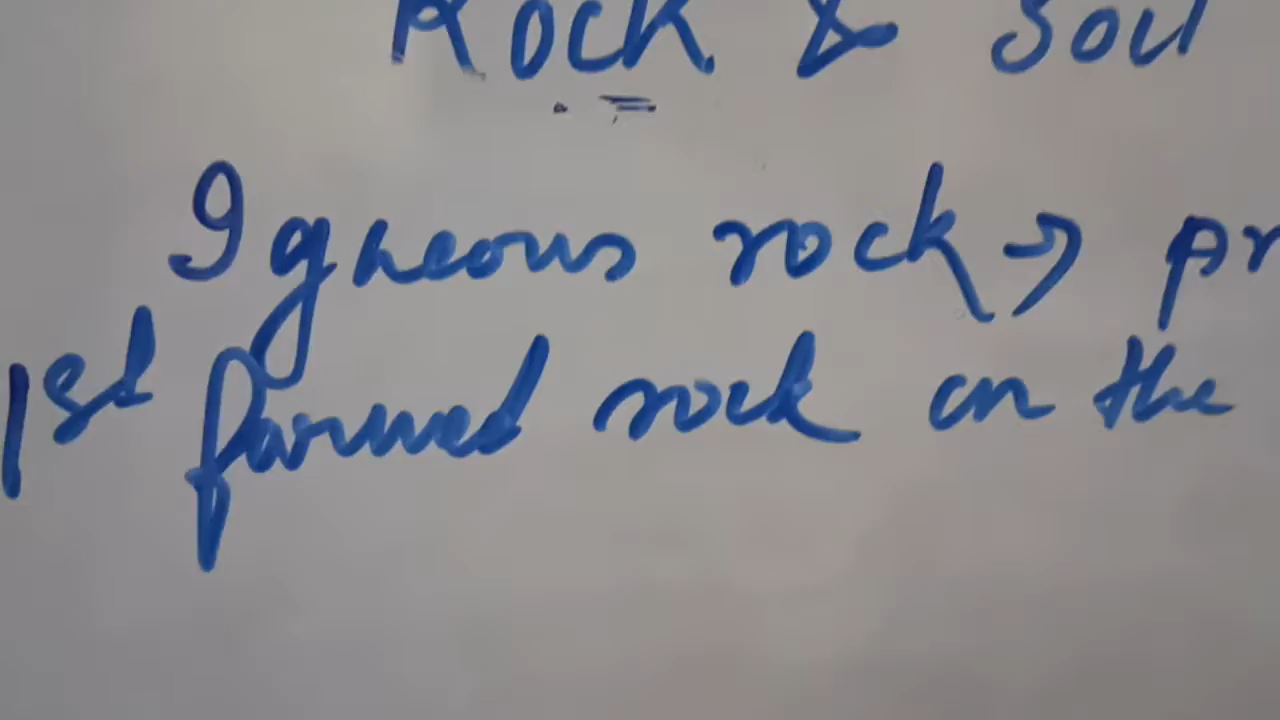 Rock & Soil
Igneous rock → pr
1st formed rock on the